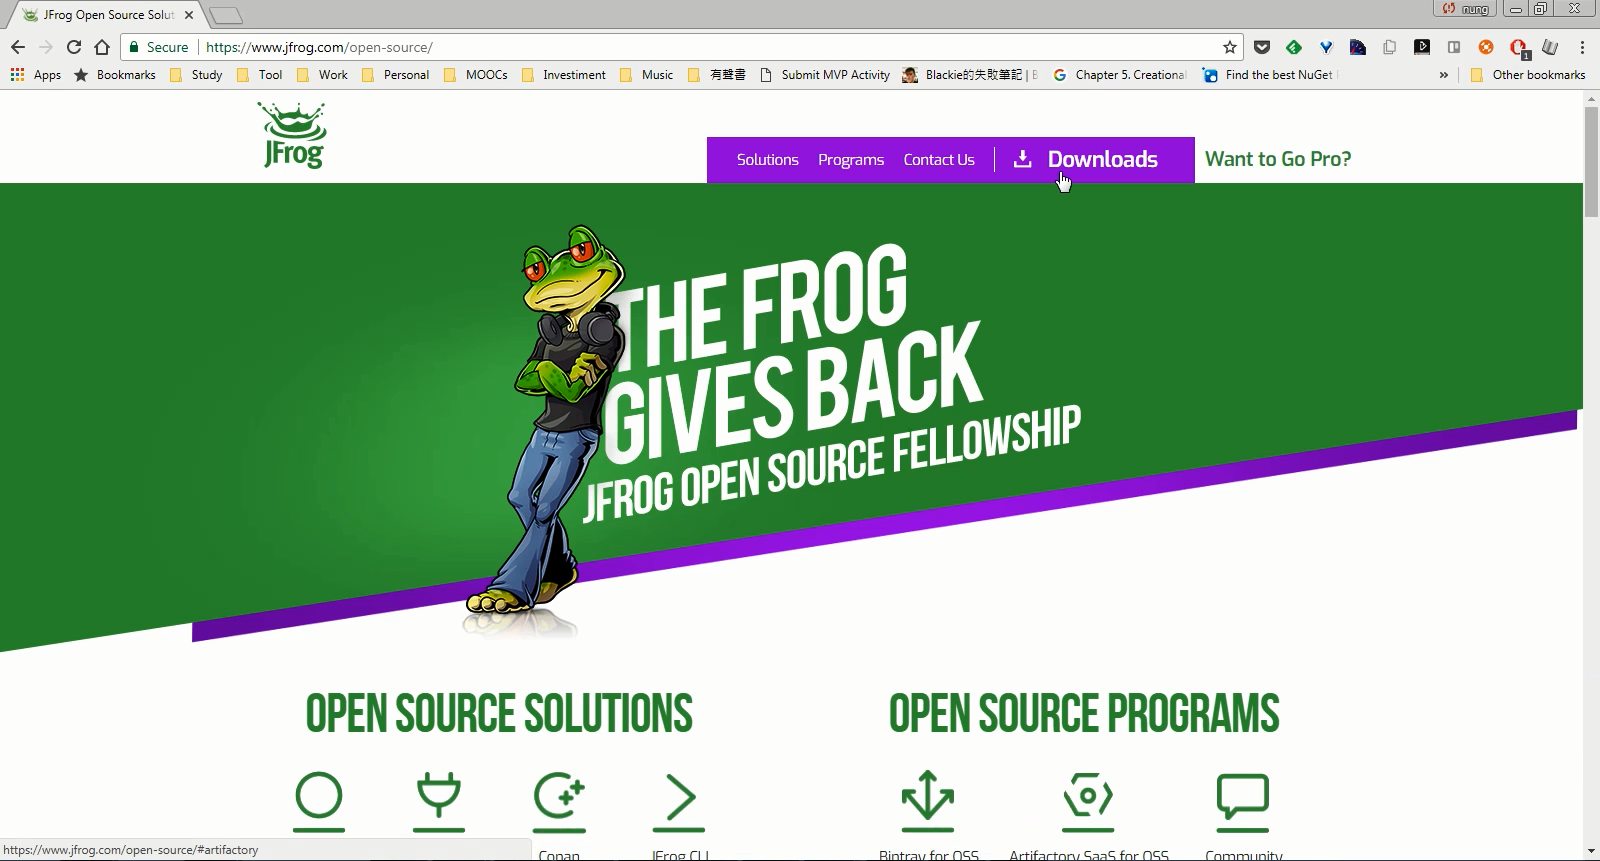 JFrog Open Source Solut
nung
Secure
https://www.jfrog.com/open-source/
1
Apps
Bookmarks
Study
Tool
Work
Personal
MOOCs
Investiment
Music
有聲書
Submit MVP Activity
Blackie的失敗筆記 |
Chapter 5. Creational
Find the best NuGet
»
Other bookmarks
JFrog
Solutions
Programs
Contact Us
Downloads
Want to Go Pro?
THE FROG
GIVES BACK
JFROG OPEN SOURCE FELLOWSHIP
OPEN SOURCE SOLUTIONS
OPEN SOURCE PROGRAMS
Conan
JFrog CLI
Bintray for OSS
Artifactory SaaS for OSS
Community
https://www.jfrog.com/open-source/#artifactory